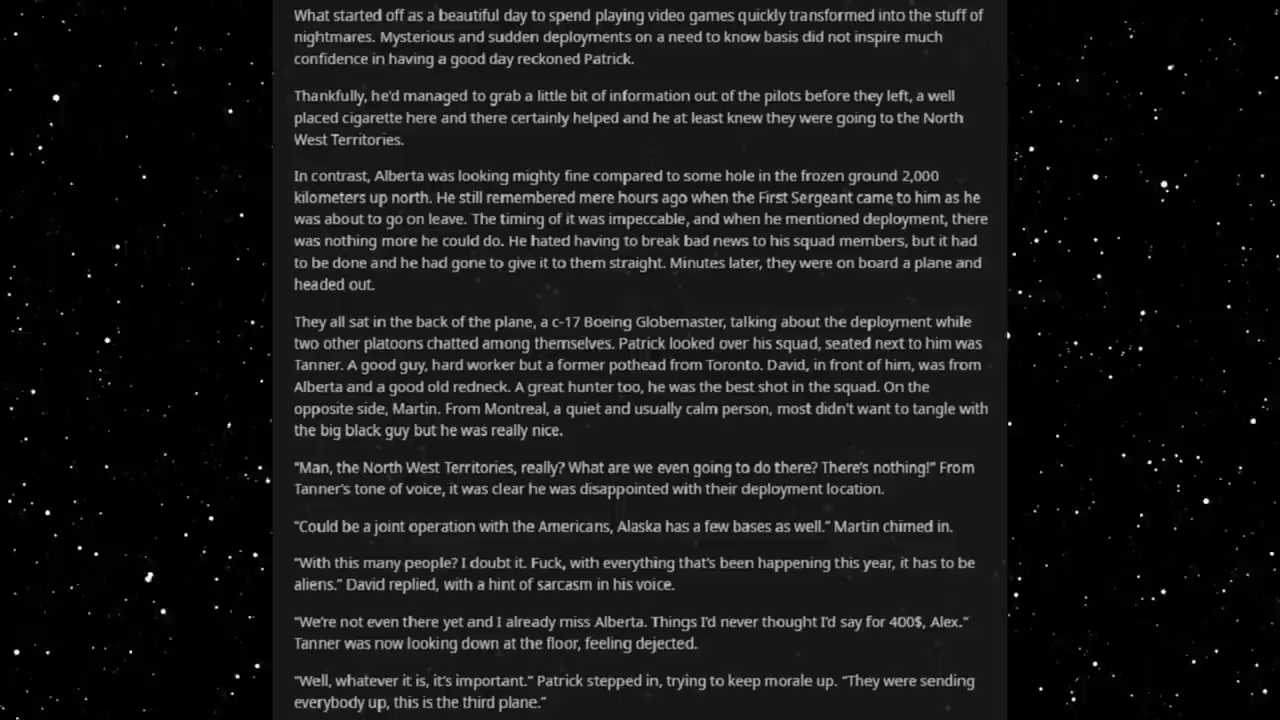 What started off as a beautiful day to spend playing video games quickly transformed into the stuff of
nightmares. Mysterious and sudden deployments on a need to know basis did not inspire much
confidence in having a good day reckoned Patrick.
Thankfully, he'd managed to grab a little bit of information out of the pilots before they left, a well
placed cigarette here and there certainly helped and he at least knew they were going to the North
West Territories.
In contrast, Alberta was looking mighty fine compared to some hole in the frozen ground 2,000
kilometers up north. He still remembered mere hours ago when the First Sergeant came to him as he
was about to go on leave. The timing of it was impeccable, and when he mentioned deployment, there
was nothing more he could do. He hated having to break bad news to his squad members, but it had
to be done and he had gone to give it to them straight. Minutes later, they were on board a plane and
headed out.
They all sat in the back of the plane, a c-17 Boeing Globemaster, talking about the deployment while
two other platoons chatted among themselves. Patrick looked over his squad, seated next to him was
Tanner. A good guy, hard worker but a former pothead from Toronto. David, in front of him, was from
Alberta and a good old redneck. A great hunter too, he was the best shot in the squad. On the
opposite side, Martin. From Montreal, a quiet and usually calm person, most didn't want to tangle with
the big black guy but he was really nice.
"Man, the North West Territories, really? What are we even going to do there? There's nothing!" From
Tanner's tone of voice, it was clear he was disappointed with their deployment location.
"Could be a joint operation with the Americans, Alaska has a few bases as well." Martin chimed in.
"With this many people? I doubt it. Fuck, with everything that's been happening this year, it has to be
aliens." David replied, with a hint of sarcasm in his voice.
"We're not even there yet and I already miss Alberta. Things I'd never thought I'd say for 400$, Alex."
Tanner was now looking down at the floor, feeling dejected.
"Well, whatever it is, it's important." Patrick stepped in, trying to keep morale up. "They were sending
everybody up, this is the third plane."